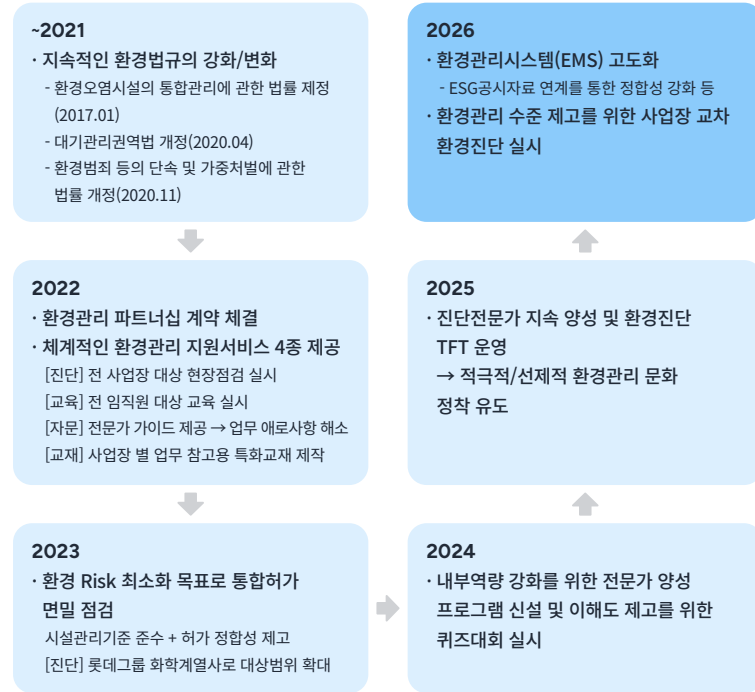 ~2021
· 지속적인 환경법규의 강화/변화
- 환경오염시설의 통합관리에 관한 법률 제정
(2017.01)
- 대기관리권역법 개정(2020.04)
- 환경범죄 등의 단속 및 가중처벌에 관한
법률 개정(2020.11)
2022
· 환경관리 파트너십 계약 체결
· 체계적인 환경관리 지원서비스 4종 제공
[진단] 전 사업장 대상 현장점검 실시
[교육] 전 임직원 대상 교육 실시
[자문] 전문가 가이드 제공 → 업무 애로사항 해소
[교재] 사업장 별 업무 참고용 특화교재 제작
2023
· 환경 Risk 최소화 목표로 통합허가
면밀 점검
시설관리기준 준수 + 허가 정합성 제고
[진단] 롯데그룹 화학계열사로 대상범위 확대
2024
· 내부역량 강화를 위한 전문가 양성
프로그램 신설 및 이해도 제고를 위한
퀴즈대회 실시
2025
· 진단전문가 지속 양성 및 환경진단
TFT 운영
→ 적극적/선제적 환경관리 문화
정착 유도
2026
· 환경관리시스템(EMS) 고도화
- ESG공시자료 연계를 통한 정합성 강화 등
· 환경관리 수준 제고를 위한 사업장 교차
환경진단 실시